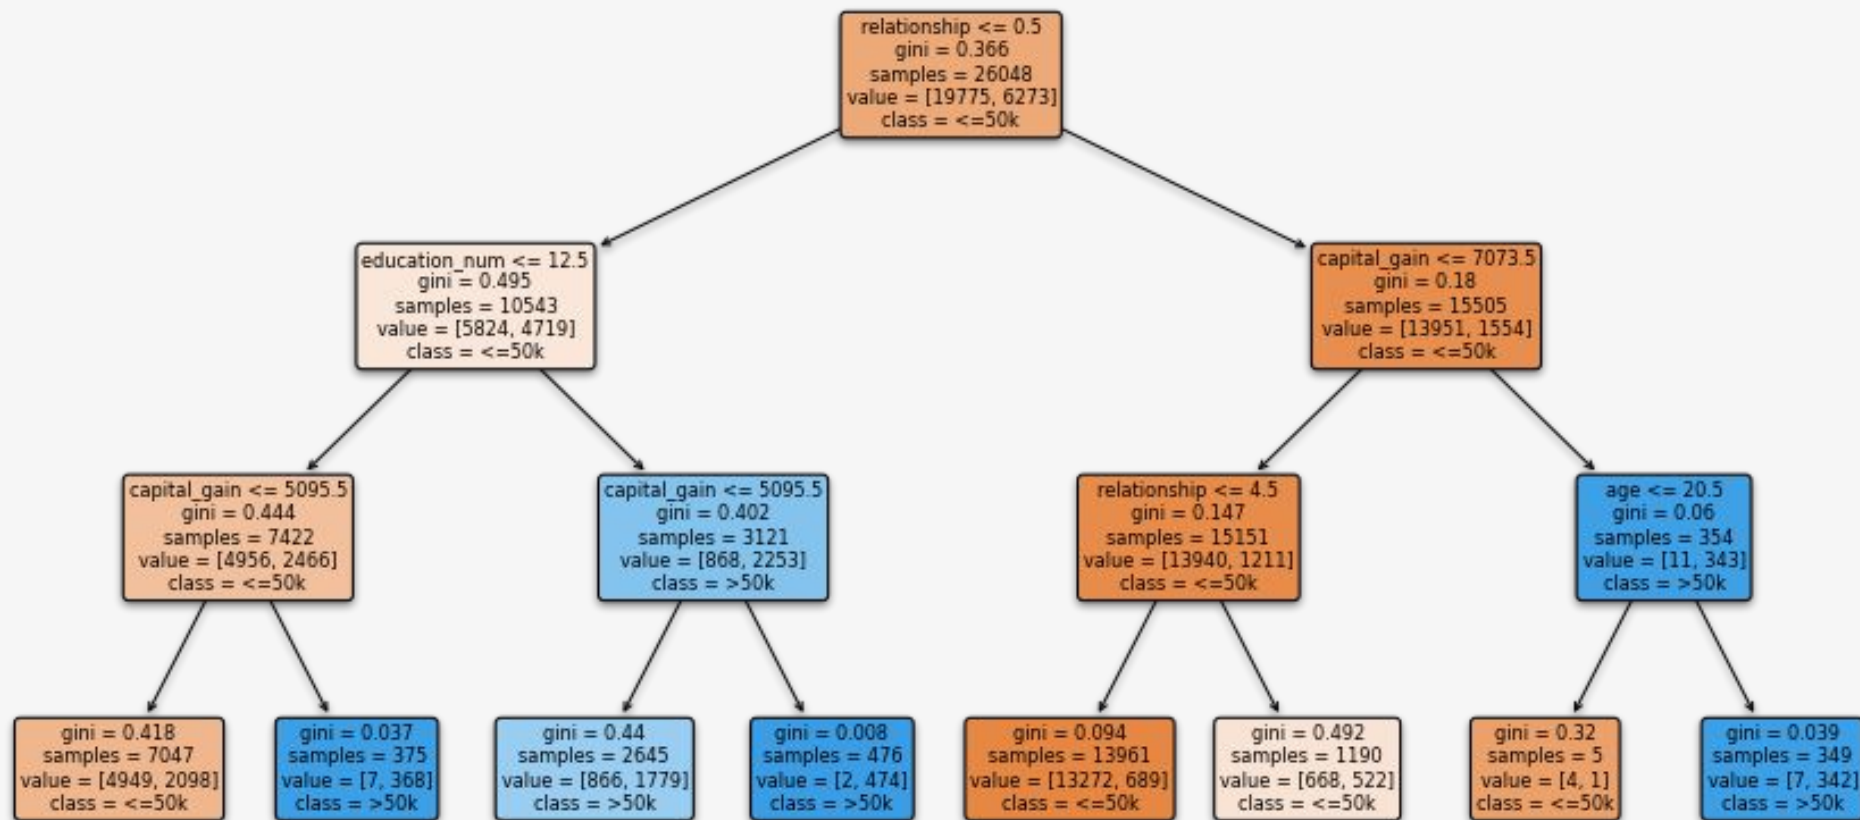 relationship <= 0.5
gini = 0.366
samples = 26048
value = [19775, 6273]
class = <=50k
education_num <= 12.5
gini = 0.495
samples = 10543
value = [5824, 4719]
class = <=50k
capital_gain <= 7073.5
gini = 0.18
samples = 15505
value = [13951, 1554]
class = <=50k
capital_gain <= 5095.5
gini = 0.444
samples = 7422
value = [4956, 2466]
class = <=50k
capital_gain <= 5095.5
gini = 0.402
samples = 3121
value = [868, 2253]
class = >50k
relationship <= 4.5
gini = 0.147
samples = 15151
value = [13940, 1211]
class = <=50k
age <= 20.5
gini = 0.06
samples = 354
value = [11, 343]
class = >50k
gini = 0.418
samples = 7047
value = [4949, 2098]
class = <=50k
gini = 0.037
samples = 375
value = [7, 368]
class = >50k
gini = 0.44
samples = 2645
value = [866, 1779]
class = >50k
gini = 0.008
samples = 476
value = [2, 474]
class = >50k
gini = 0.094
samples = 13961
value = [13272, 689]
class = <=50k
gini = 0.492
samples = 1190
value = [668, 522]
class = <=50k
gini = 0.32
samples = 5
value = [4, 1]
class = <=50k
gini = 0.039
samples = 349
value = [7, 342]
class = >50k